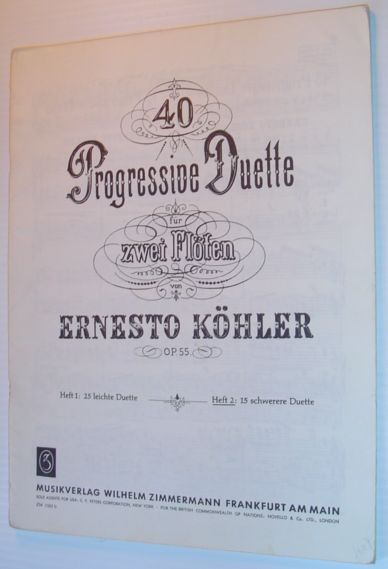 40
Progressive Duette
für
zwei Flöten
von
ERNESTO KÖHLER
OP. 55.
Heft 1: 25 leichte Duette Heft 2: 15 schwerere Duette
MUSIKVERLAG WILHELM ZIMMERMANN FRANKFURT AM MAIN
SOLE AGENTS FOR USA: C. F. PETERS CORPORATION, NEW YORK · FOR THE BRITISH COMMONWEALTH OF NATIONS: NOVELLO & Co. LTD., LONDON